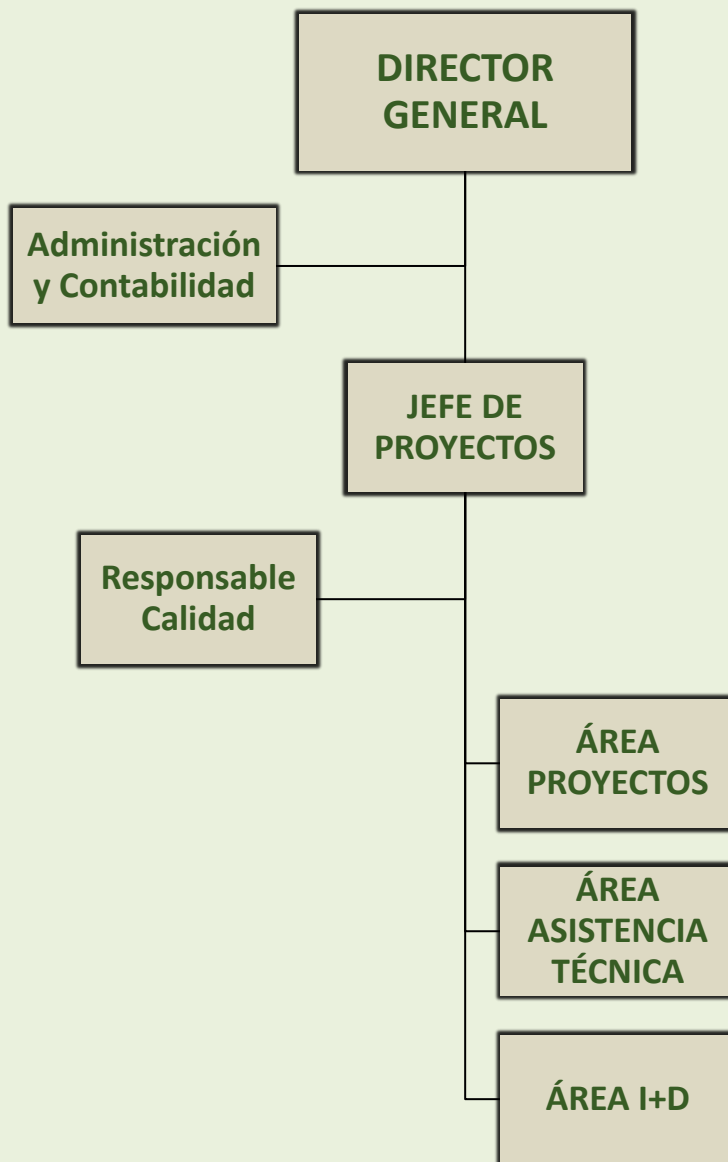 DIRECTOR
GENERAL
Administración
y Contabilidad
JEFE DE
PROYECTOS
Responsable
Calidad
ÁREA
PROYECTOS
ÁREA
ASISTENCIA
TÉCNICA
ÁREA I+D